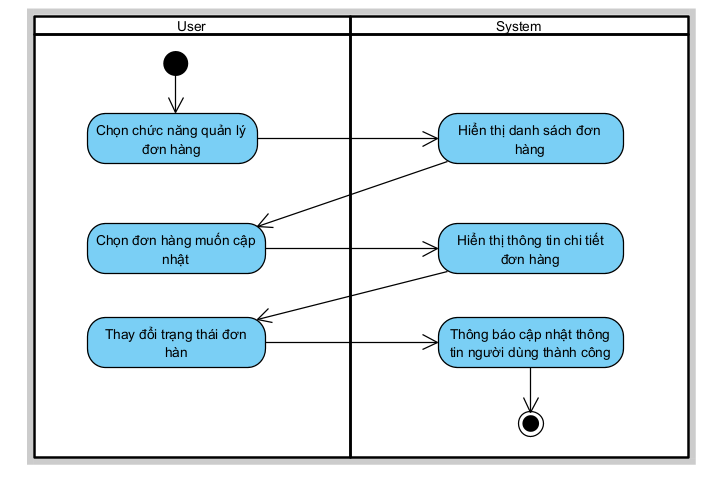 User
System
Chọn chức năng quản lý
đơn hàng
Hiển thị danh sách đơn
hàng
Chọn đơn hàng muốn cập
nhật
Hiển thị thông tin chi tiết
đơn hàng
Thay đổi trạng thái đơn
hàn
Thông báo cập nhật thông
tin người dùng thành công